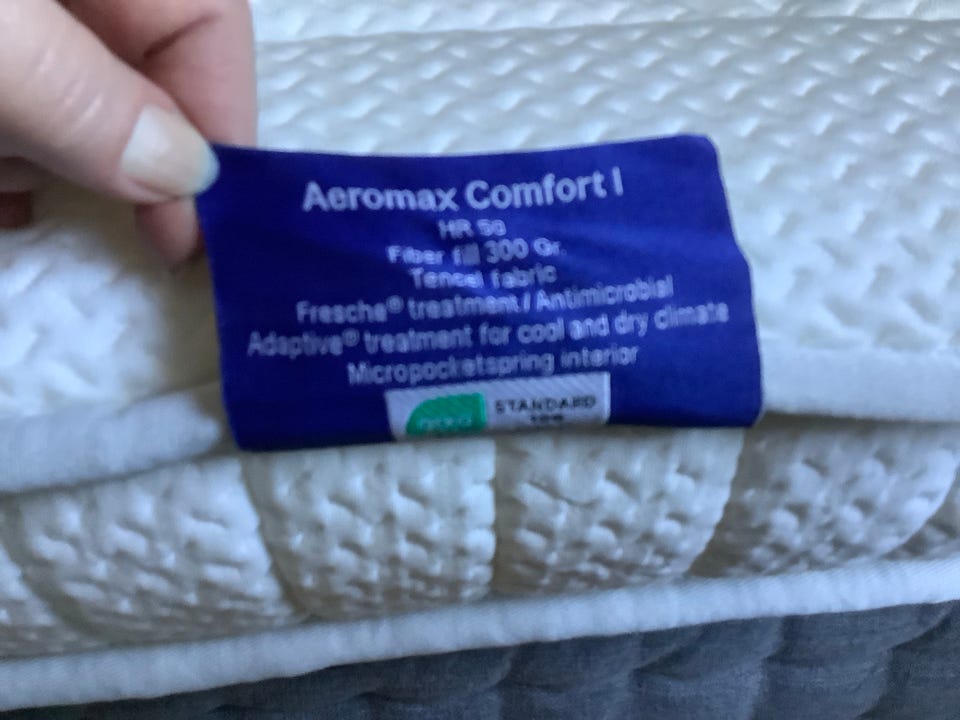 Aeromax Comfort I
HR 50
Fiber fill 300 Gr.
Tencel fabric
Fresche® treatment / Antimicrobial
Adaptive® treatment for cool and dry climate
Micropocketspring interior
STANDARD